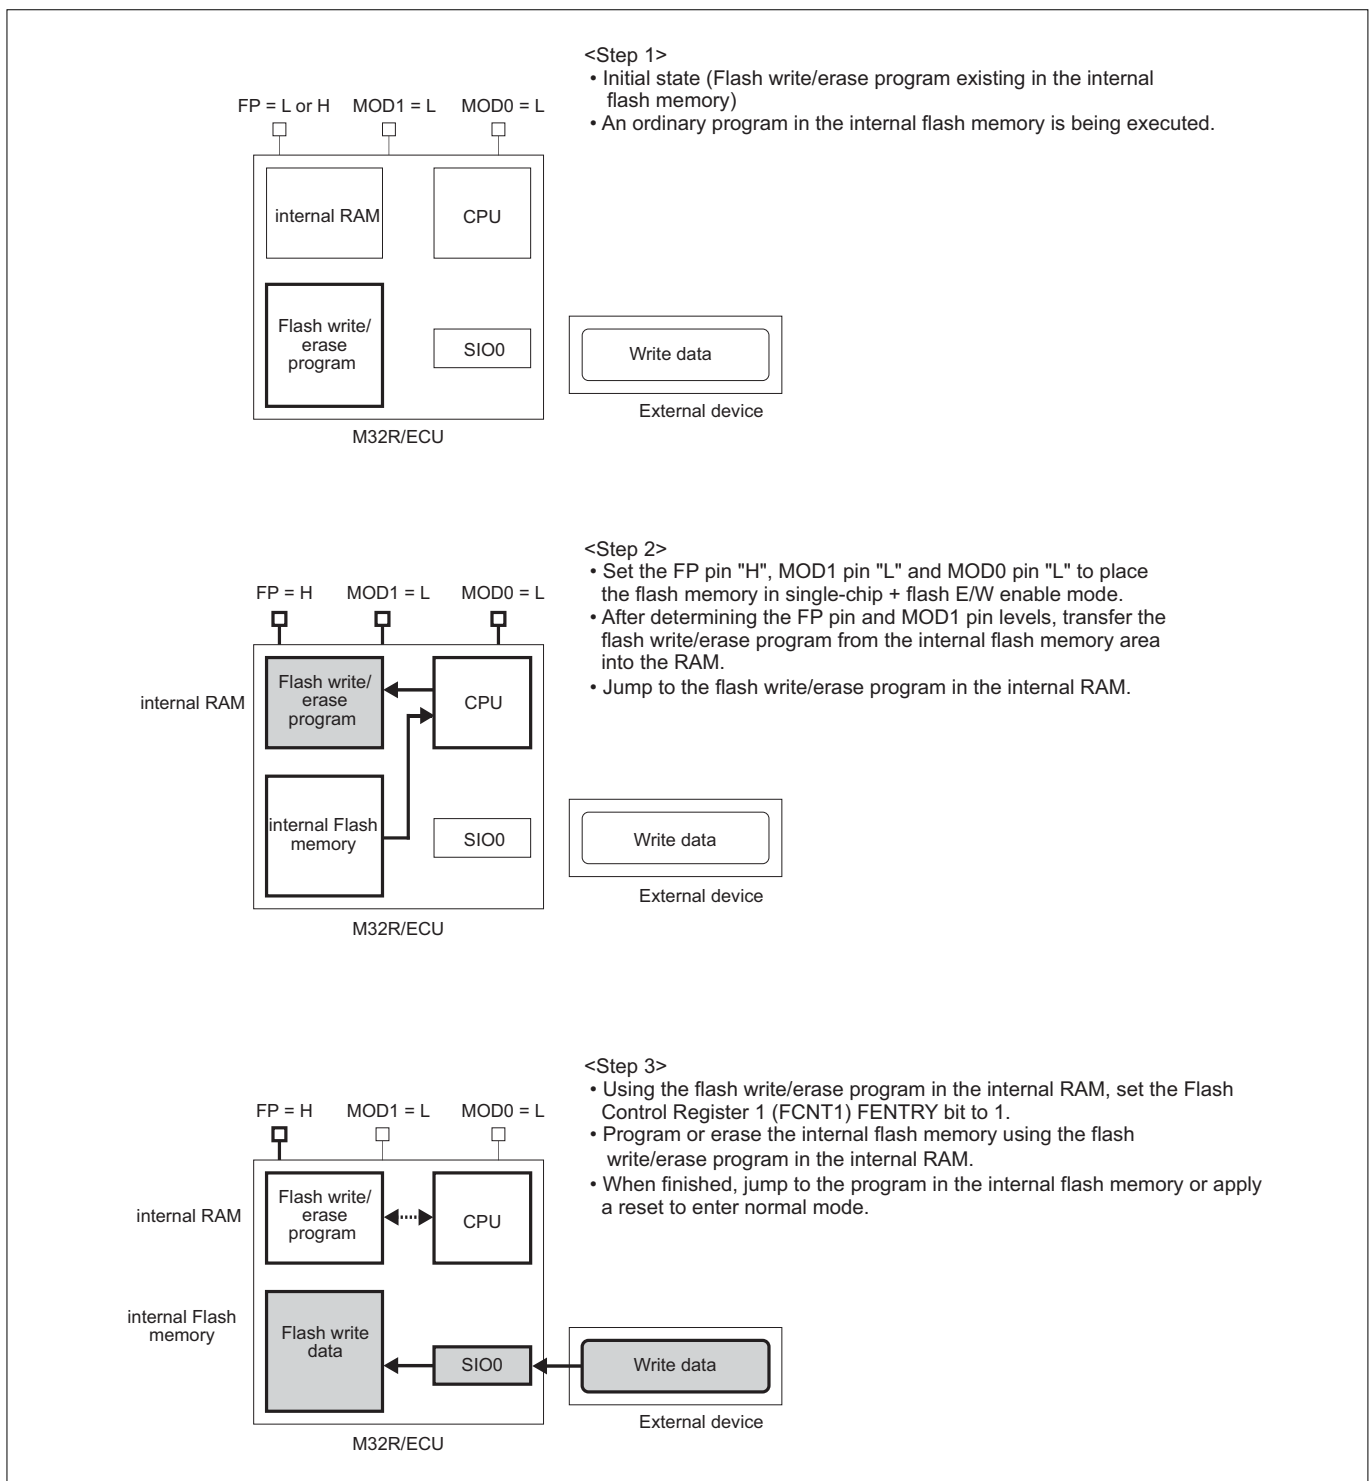 <Step 1>
• Initial state (Flash write/erase program existing in the internal
flash memory)
• An ordinary program in the internal flash memory is being executed.
FP = L or H MOD1 = L MOD0 = L
internal RAM
CPU
Flash write/
erase
program
SIO0
Write data
External device
M32R/ECU
<Step 2>
• Set the FP pin "H", MOD1 pin "L" and MOD0 pin "L" to place
the flash memory in single-chip + flash E/W enable mode.
• After determining the FP pin and MOD1 pin levels, transfer the
flash write/erase program from the internal flash memory area
into the RAM.
• Jump to the flash write/erase program in the internal RAM.
FP = H MOD1 = L MOD0 = L
internal RAM
Flash write/
erase
program
CPU
internal Flash
memory
SIO0
Write data
External device
M32R/ECU
<Step 3>
• Using the flash write/erase program in the internal RAM, set the Flash
Control Register 1 (FCNT1) FENTRY bit to 1.
• Program or erase the internal flash memory using the flash
write/erase program in the internal RAM.
• When finished, jump to the program in the internal flash memory or apply
a reset to enter normal mode.
FP = H MOD1 = L MOD0 = L
internal RAM
Flash write/
erase
program
CPU
internal Flash
memory
Flash write
data
SIO0
Write data
External device
M32R/ECU